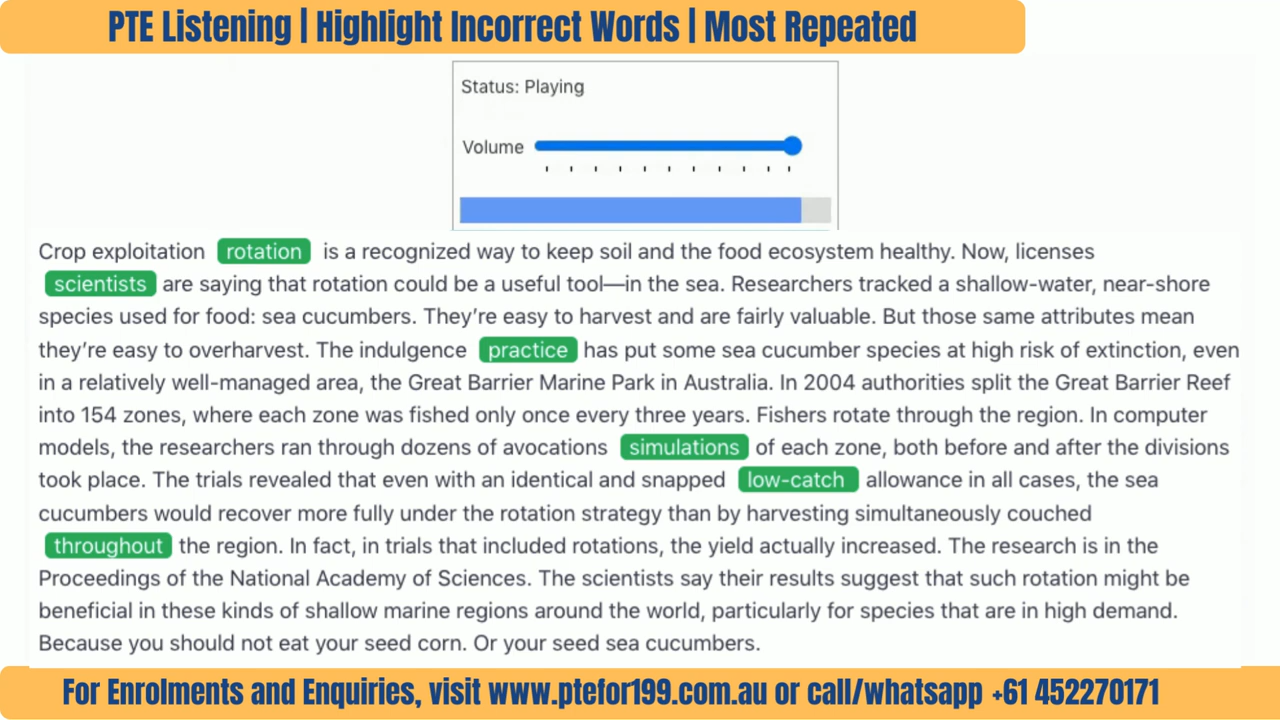 PTE Listening | Highlight Incorrect Words | Most Repeated
Status: Playing
Volume
Crop exploitation rotation is a recognized way to keep soil and the food ecosystem healthy. Now, licenses
scientists are saying that rotation could be a useful tool—in the sea. Researchers tracked a shallow-water, near-shore
species used for food: sea cucumbers. They’re easy to harvest and are fairly valuable. But those same attributes mean
they’re easy to overharvest. The indulgence practice has put some sea cucumber species at high risk of extinction, even
in a relatively well-managed area, the Great Barrier Marine Park in Australia. In 2004 authorities split the Great Barrier Reef
into 154 zones, where each zone was fished only once every three years. Fishers rotate through the region. In computer
models, the researchers ran through dozens of avocations simulations of each zone, both before and after the divisions
took place. The trials revealed that even with an identical and snapped low-catch allowance in all cases, the sea
cucumbers would recover more fully under the rotation strategy than by harvesting simultaneously couched
throughout the region. In fact, in trials that included rotations, the yield actually increased. The research is in the
Proceedings of the National Academy of Sciences. The scientists say their results suggest that such rotation might be
beneficial in these kinds of shallow marine regions around the world, particularly for species that are in high demand.
Because you should not eat your seed corn. Or your seed sea cucumbers.
For Enrolments and Enquiries, visit www.ptefor199.com.au or call/whatsapp +61 452270171